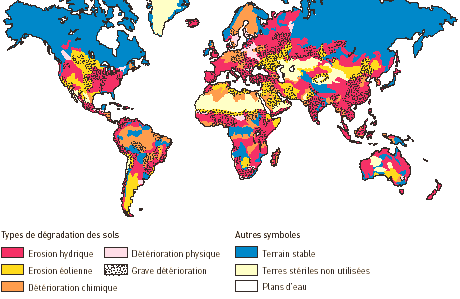 Types de dégradation des sols
Autres symboles
Erosion hydrique
Détérioration physique
Terrain stable
Erosion éolienne
Grave détérioration
Terres stériles non utilisées
Détérioration chimique
Plans d'eau